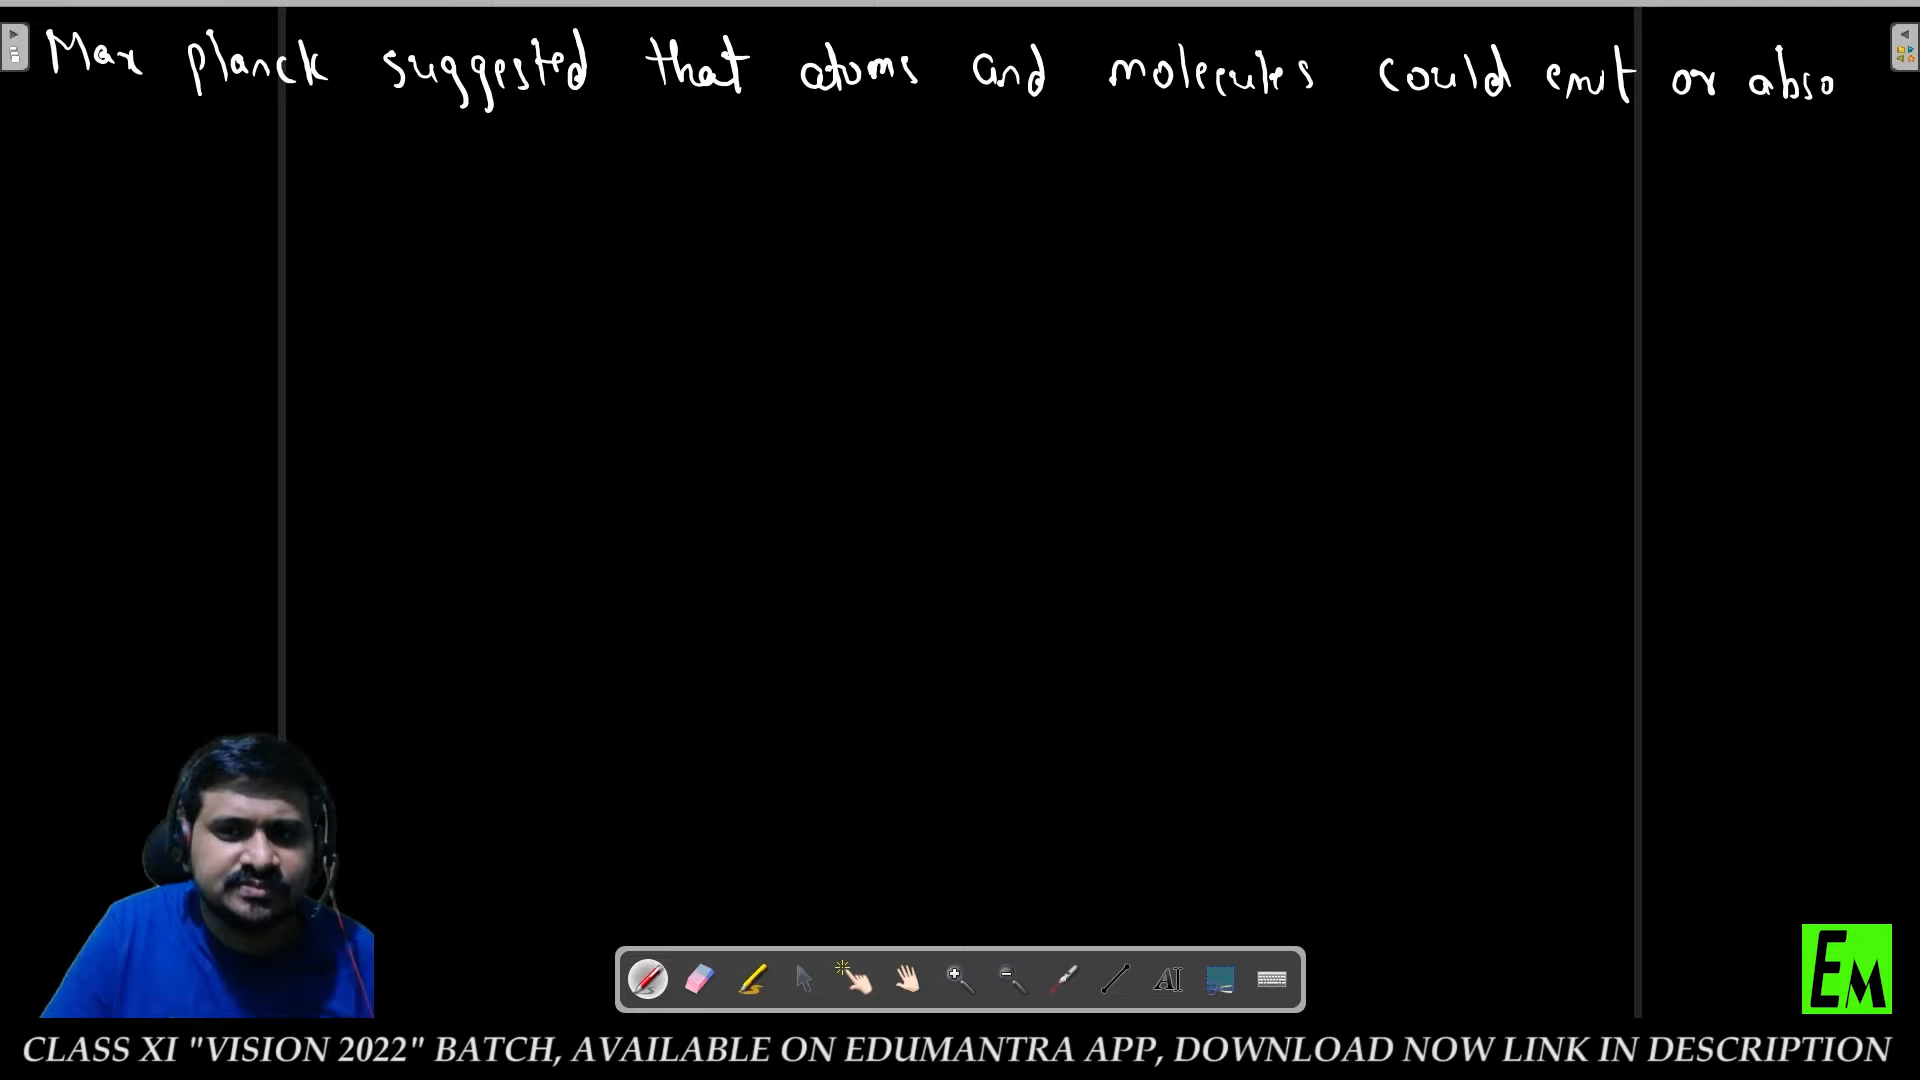 Max planck suggested that atoms and molecules could emit or abso
EM
CLASS XI "VISION 2022" BATCH, AVAILABLE ON EDUMANTRA APP, DOWNLOAD NOW LINK IN DESCRIPTION